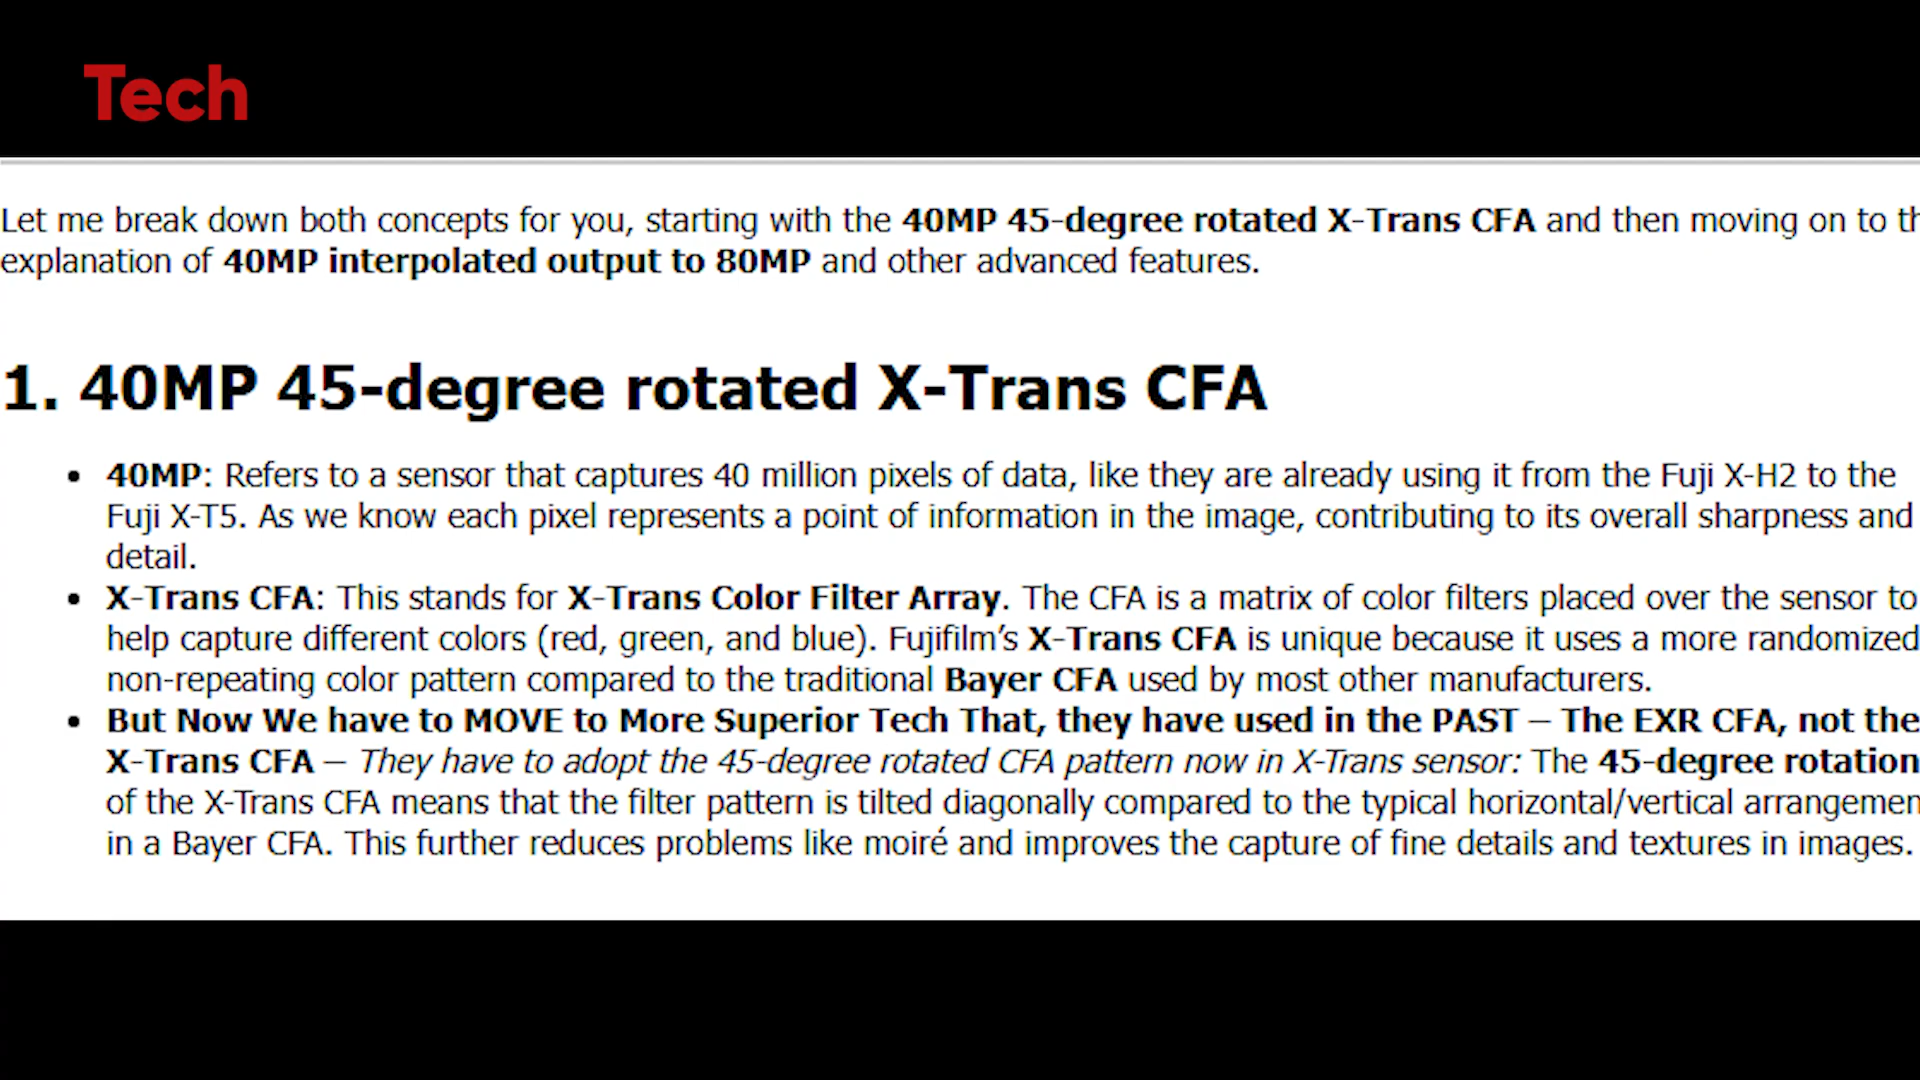 Tech
Let me break down both concepts for you, starting with the 40MP 45-degree rotated X-Trans CFA and then moving on to th
explanation of 40MP interpolated output to 80MP and other advanced features.
1. 40MP 45-degree rotated X-Trans CFA
• 40MP: Refers to a sensor that captures 40 million pixels of data, like they are already using it from the Fuji X-H2 to the
Fuji X-T5. As we know each pixel represents a point of information in the image, contributing to its overall sharpness and
detail.
• X-Trans CFA: This stands for X-Trans Color Filter Array. The CFA is a matrix of color filters placed over the sensor to
help capture different colors (red, green, and blue). Fujifilm’s X-Trans CFA is unique because it uses a more randomized
non-repeating color pattern compared to the traditional Bayer CFA used by most other manufacturers.
• But Now We have to MOVE to More Superior Tech That, they have used in the PAST – The EXR CFA, not the
X-Trans CFA – They have to adopt the 45-degree rotated CFA pattern now in X-Trans sensor: The 45-degree rotation
of the X-Trans CFA means that the filter pattern is tilted diagonally compared to the typical horizontal/vertical arrangemen
in a Bayer CFA. This further reduces problems like moiré and improves the capture of fine details and textures in images.